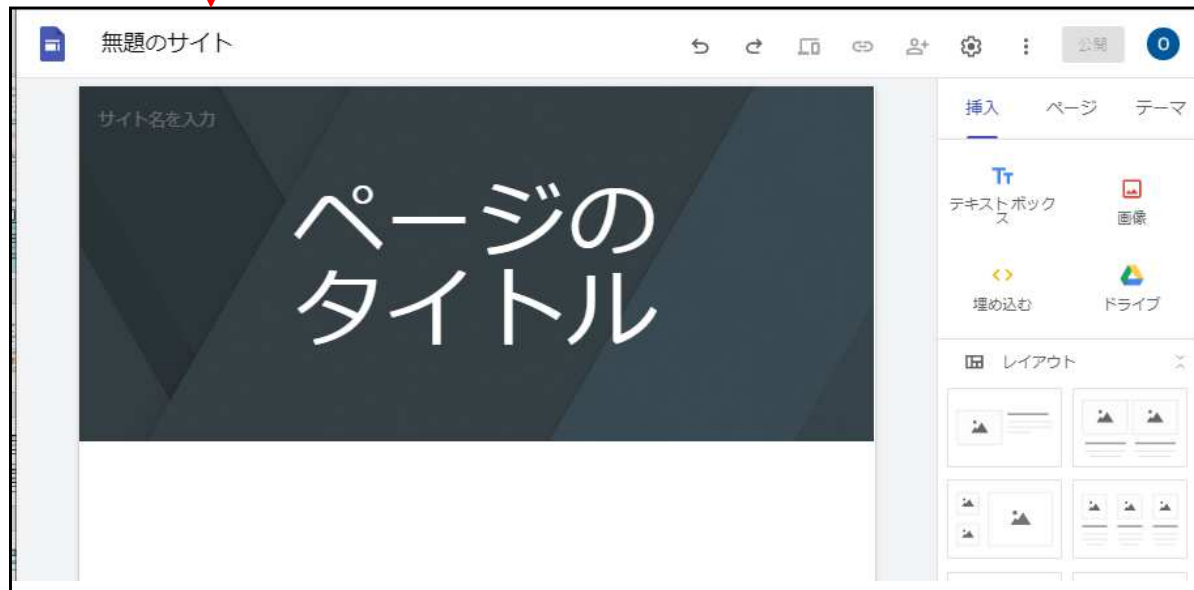 無題のサイト
公開
O
サイト名を入力
ページの
タイトル
挿入
ページ
テーマ
テキスト ボック
ス
画像
埋め込む
ドライブ
レイアウト